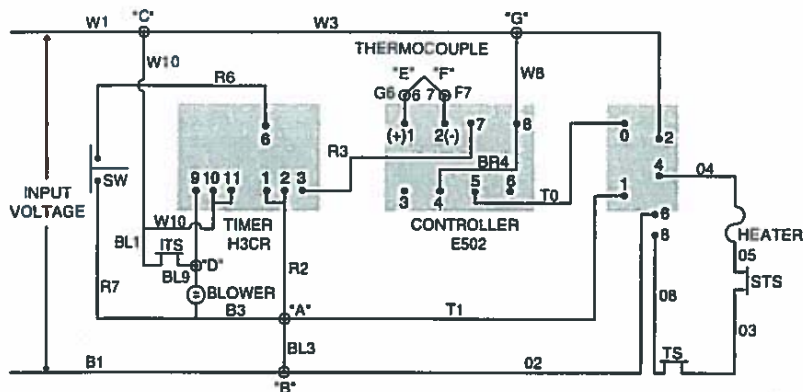 "C" "G"
W1 W3
THERMOCOUPLE
W10 W8
R6 "E" "F"
G6 6 7 F7
6 (+)1 2(-) 7 8 0 2
R3 BR4 4 04
SW 9 10 11 1 2 3 5 6 1
INPUT VOLTAGE
3 4 T0 6
W10 TIMER CONTROLLER 8 HEATER
BL1 ITS H3CR E502 05
BL9 "D" R2 STS
R7 BLOWER 08
B3 "A" T1 03
BL3 TS
B1 02
"B"